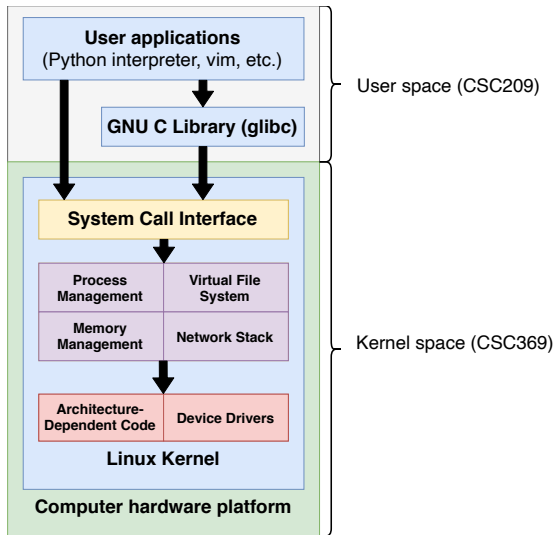 User applications
(Python interpreter, vim, etc.)
User space (CSC209)
GNU C Library (glibc)
System Call Interface
Process
Management
Virtual File
System
Memory
Management
Network Stack
Kernel space (CSC369)
Architecture-
Dependent Code
Device Drivers
Linux Kernel
Computer hardware platform